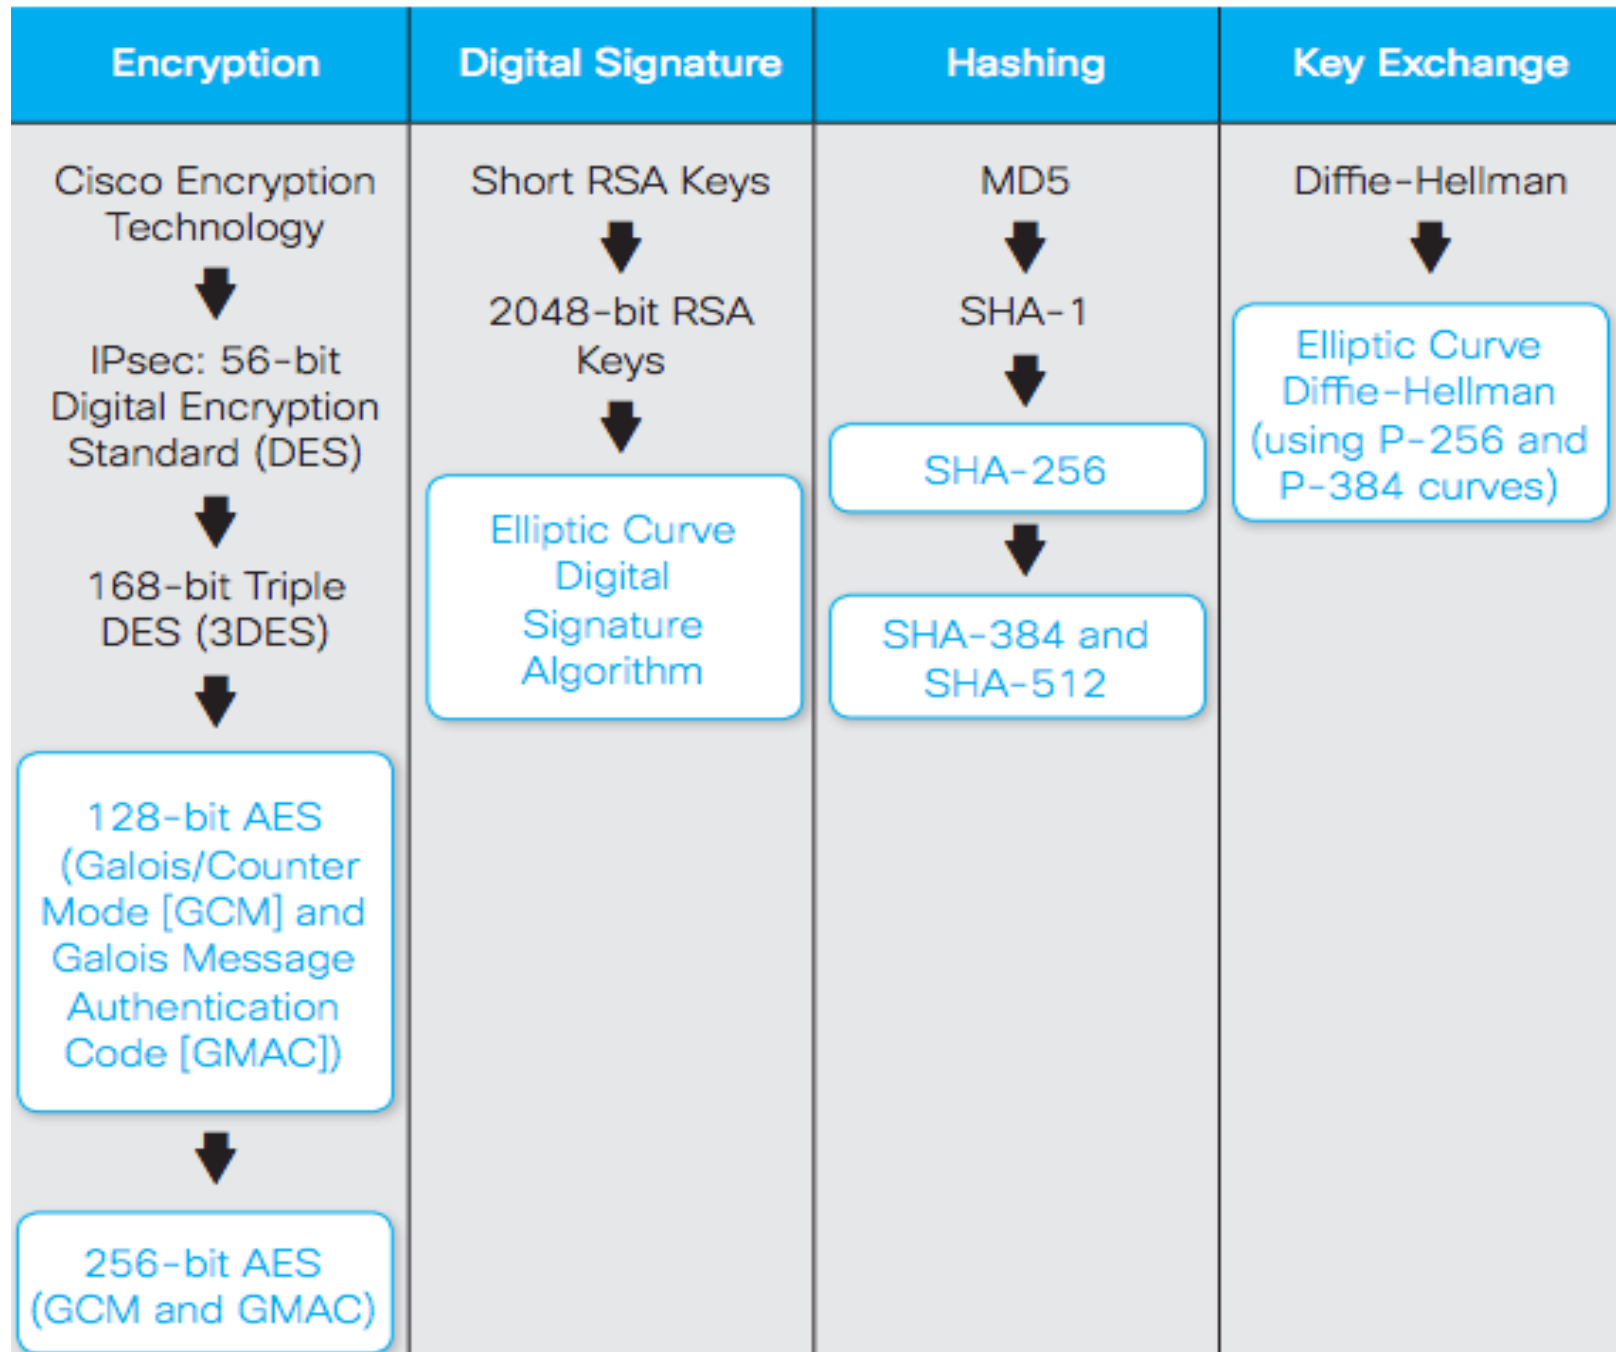 Encryption
Digital Signature
Hashing
Key Exchange
Cisco Encryption
Technology
IPsec: 56-bit
Digital Encryption
Standard (DES)
168-bit Triple
DES (3DES)
128-bit AES
(Galois/Counter
Mode [GCM] and
Galois Message
Authentication
Code [GMAC])
256-bit AES
(GCM and GMAC)
Short RSA Keys
2048-bit RSA
Keys
Elliptic Curve
Digital
Signature
Algorithm
MD5
SHA-1
SHA-256
SHA-384 and
SHA-512
Diffie-Hellman
Elliptic Curve
Diffie-Hellman
(using P-256 and
P-384 curves)